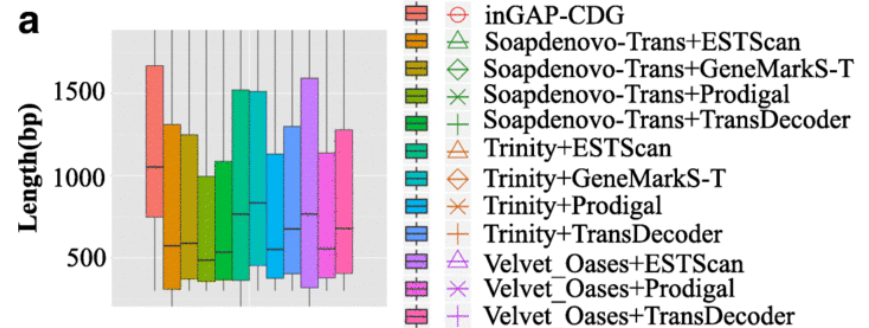 a
Length(bp)
1500
1000
500
inGAP-CDG
Soapdenovo-Trans+ESTScan
Soapdenovo-Trans+GeneMarkS-T
Soapdenovo-Trans+Prodigal
Soapdenovo-Trans+TransDecoder
Trinity+ESTScan
Trinity+GeneMarkS-T
Trinity+Prodigal
Trinity+TransDecoder
Velvet_Oases+ESTScan
Velvet_Oases+Prodigal
Velvet_Oases+TransDecoder